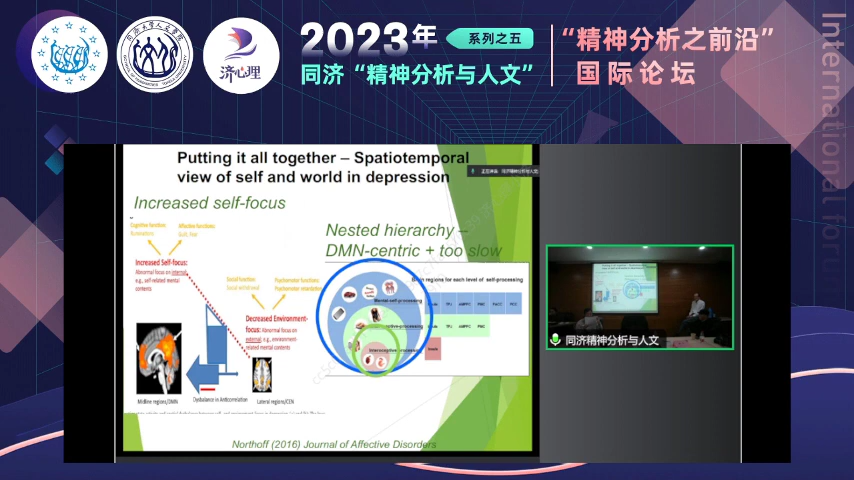 2023年
系列之五
同济“精神分析与人文”
“精神分析之前沿”
国际论坛
International forum
济心理
Putting it all together – Spatiotemporal
view of self and world in depression
Increased self-focus
Cognitive function:
Affective functions:
Increased Self-focus:
Abnormal focus on internal,
e.g., self-related mental
contents
Social function:
Social withdrawal
Psychomotor functions:
Psychomotor retardation
Decreased Environment-
focus: Abnormal focus on
external, e.g. environment-
related mental contents
Midline regions/DMN
Dysbalance in Anticorrelation
Lateral regions/CEN
Nested hierarchy –
DMN-centric + too slow
regions for each level of self-processing
Mental self-processing
Northoff (2016) Journal of Affective Disorders
同济精神分析与人文